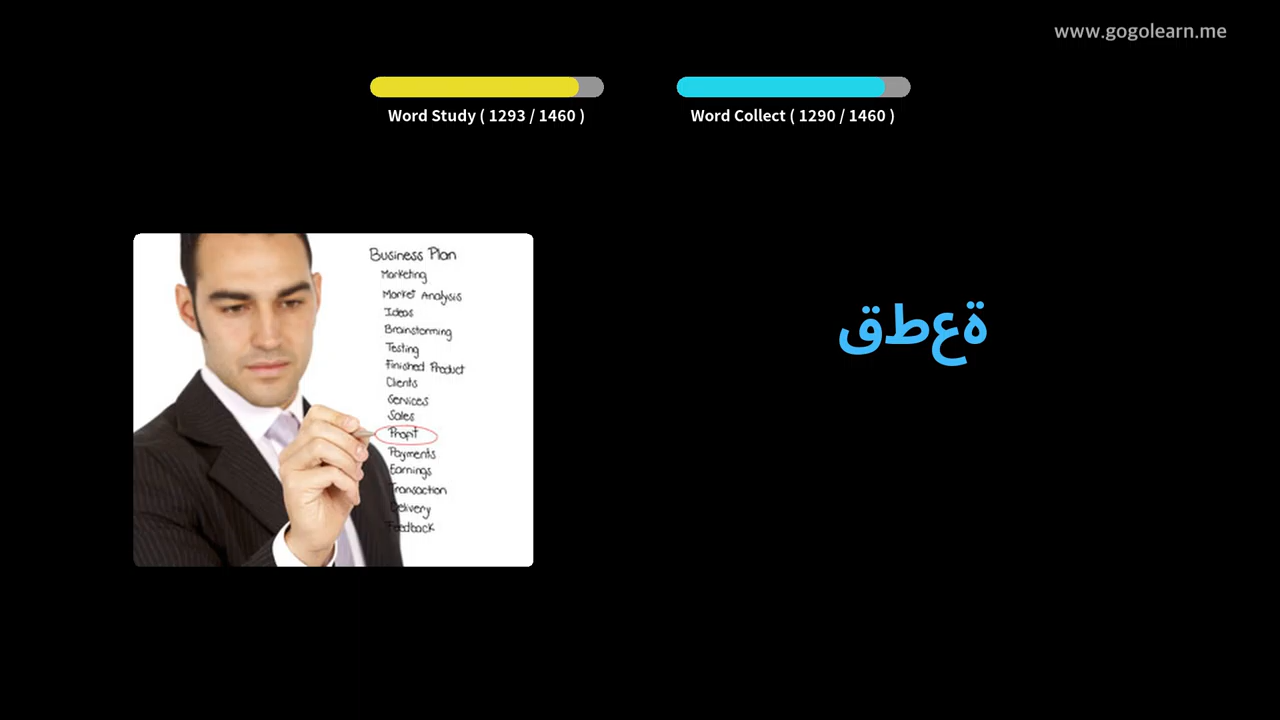 www.gogolearn.me
Word Study ( 1293 / 1460 )
Word Collect ( 1290 / 1460 )
Business Plan
Marketing
Market Analysis
Ideas
Brainstorming
Testing
Finished Product
Clients
Services
Sales
Profit
Payments
Earnings
Transaction
Delivery
Feedback
ةعطق